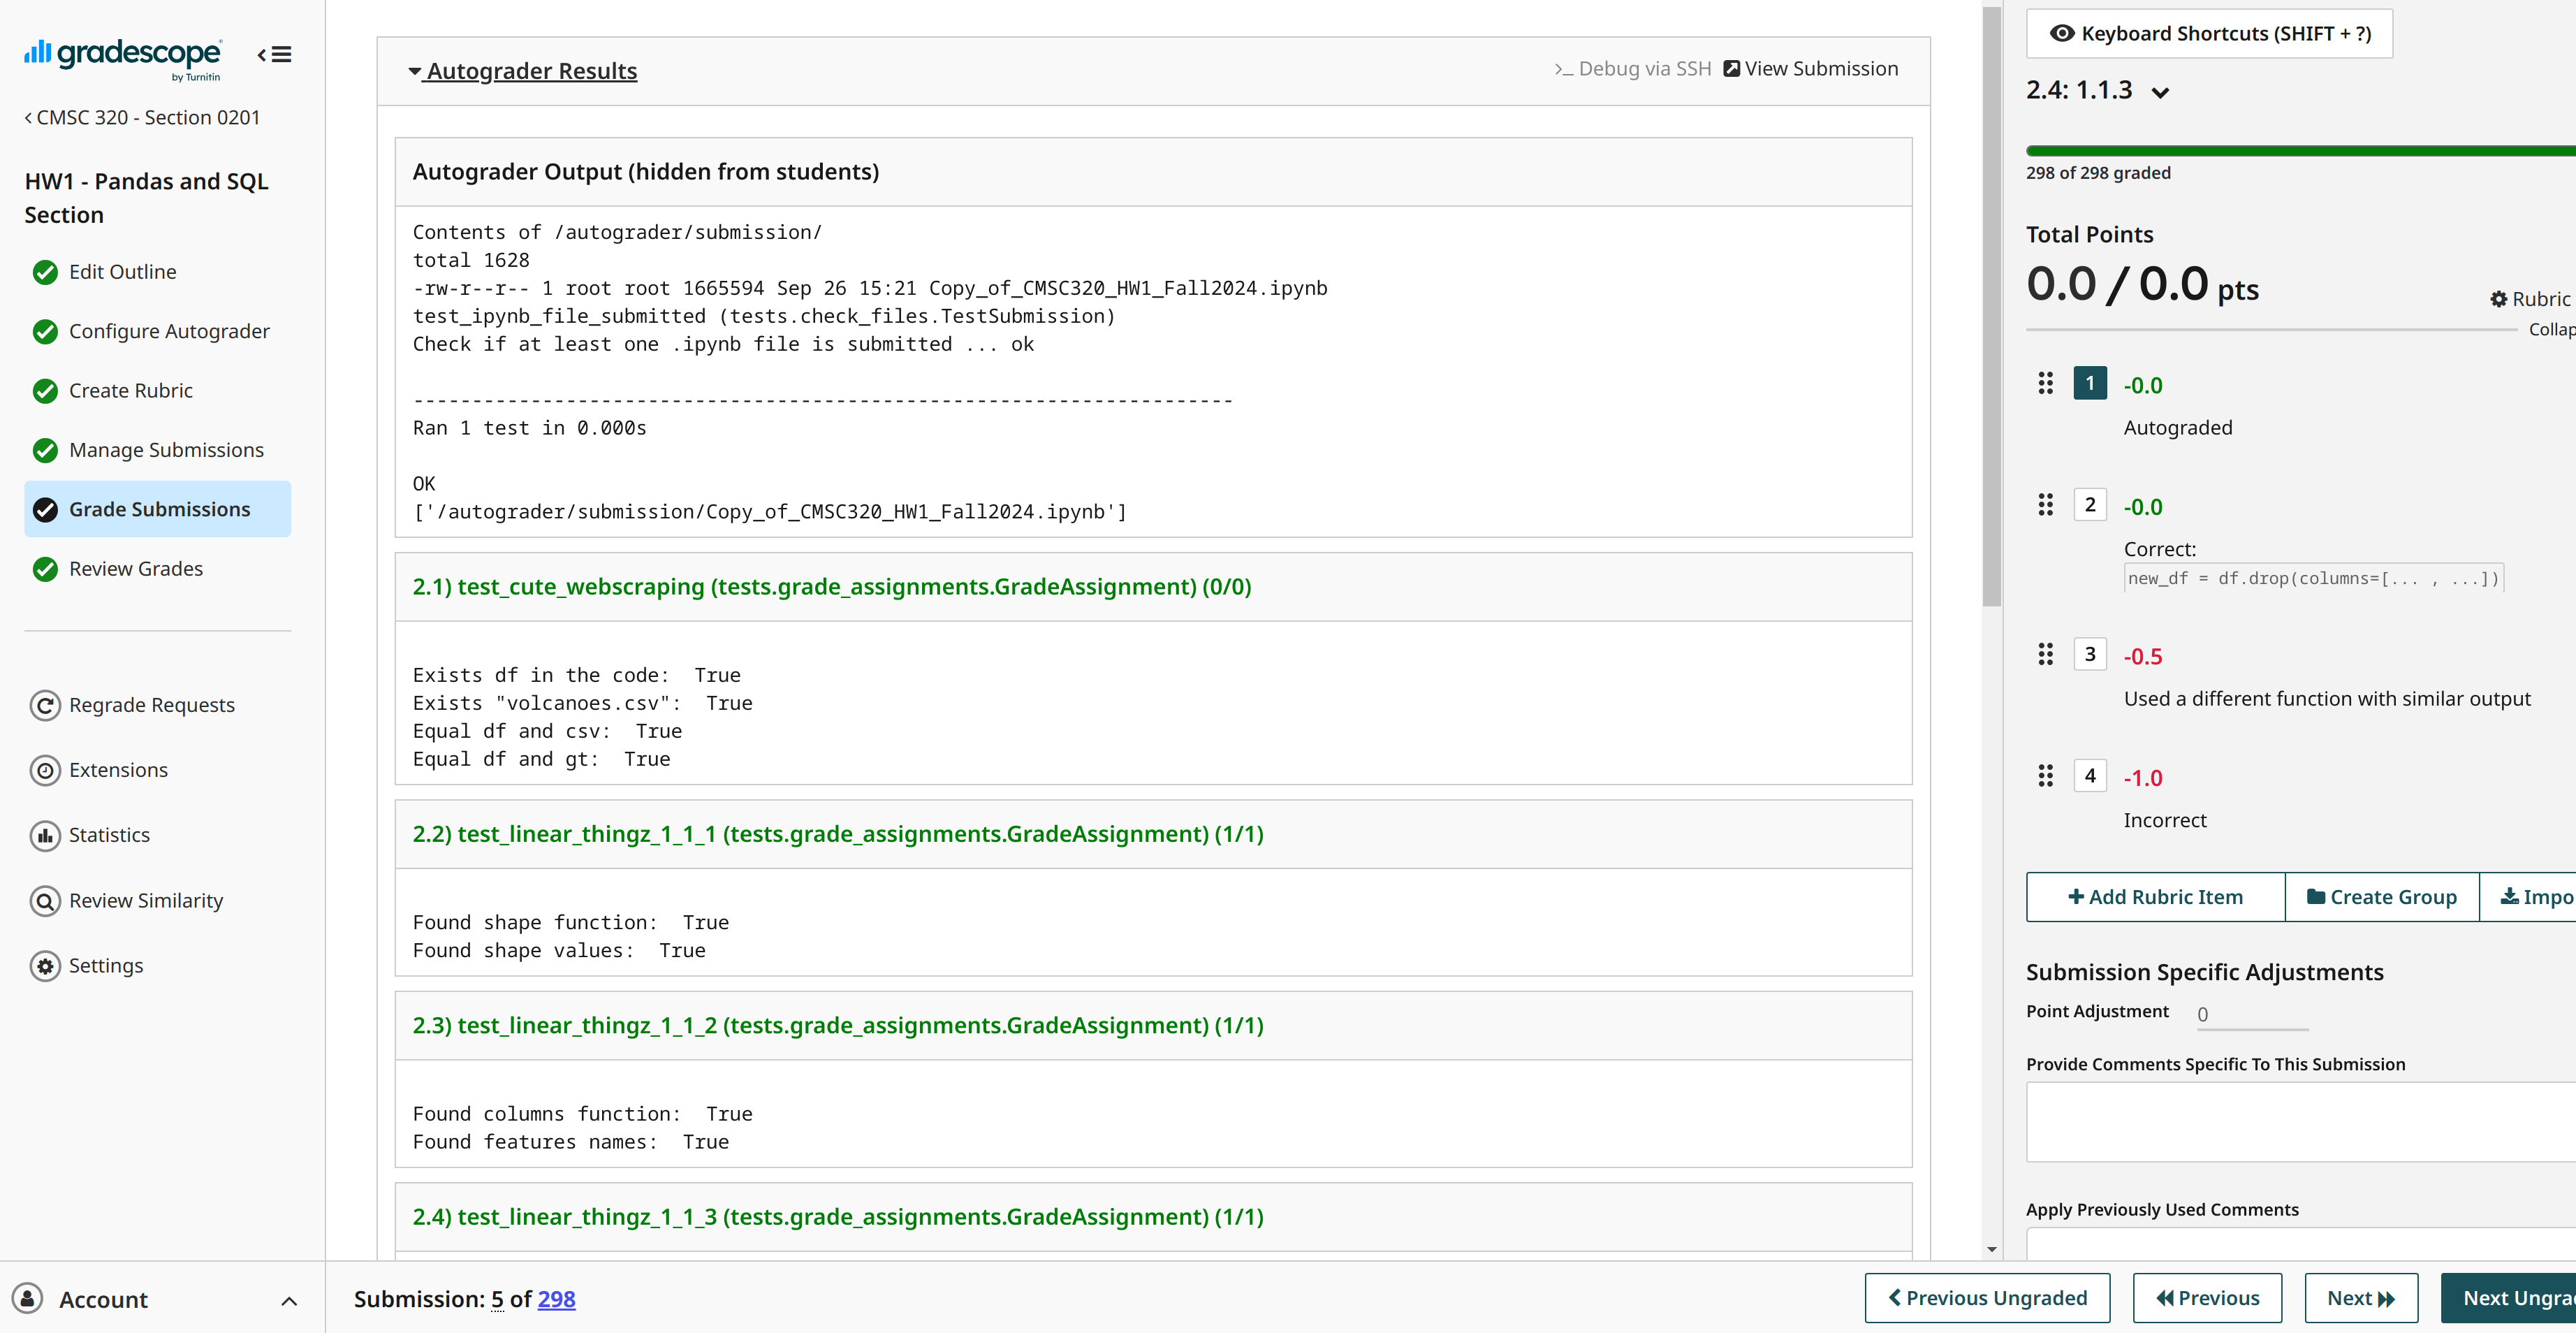 gradescope
by Turnitin
CMSC 320 - Section 0201
HW1 - Pandas and SQL
Section
Edit Outline
Configure Autograder
Create Rubric
Manage Submissions
Grade Submissions
Review Grades
Regrade Requests
Extensions
Statistics
Review Similarity
Settings
Account
Autograder Results
Debug via SSH View Submission
Autograder Output (hidden from students)
Contents of /autograder/submission/
total 1628
-rw-r--r-- 1 root root 1665594 Sep 26 15:21 Copy_of_CMSC320_HW1_Fall2024.ipynb
test_ipynb_file_submitted (tests.check_files.TestSubmission)
Check if at least one .ipynb file is submitted ... ok
----------------------------------------------------------------------
Ran 1 test in 0.000s
OK
['/autograder/submission/Copy_of_CMSC320_HW1_Fall2024.ipynb']
2.1) test_cute_webscraping (tests.grade_assignments.GradeAssignment) (0/0)
Exists df in the code:  True
Exists "volcanoes.csv":  True
Equal df and csv:  True
Equal df and gt:  True
2.2) test_linear_thingz_1_1_1 (tests.grade_assignments.GradeAssignment) (1/1)
Found shape function:  True
Found shape values:  True
2.3) test_linear_thingz_1_1_2 (tests.grade_assignments.GradeAssignment) (1/1)
Found columns function:  True
Found features names:  True
2.4) test_linear_thingz_1_1_3 (tests.grade_assignments.GradeAssignment) (1/1)
Submission: 5 of 298
Previous Ungraded
Previous
Next
Next Ungra
Keyboard Shortcuts (SHIFT + ?)
2.4: 1.1.3
298 of 298 graded
Total Points
0.0 / 0.0 pts
Rubric
Collap
1 -0.0
Autograded
2 -0.0
Correct:
new_df = df.drop(columns=[... , ...])
3 -0.5
Used a different function with similar output
4 -1.0
Incorrect
Add Rubric Item
Create Group
Impo
Submission Specific Adjustments
Point Adjustment 0
Provide Comments Specific To This Submission
Apply Previously Used Comments